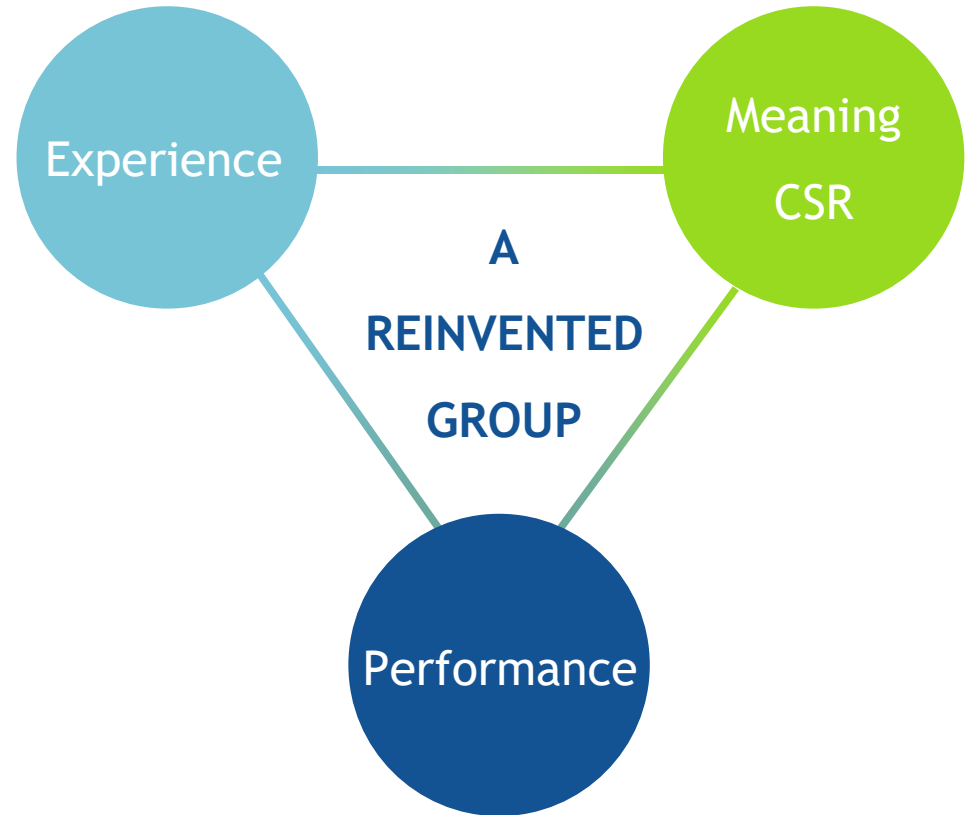 Experience
Meaning
CSR
A
REINVENTED
GROUP
Performance